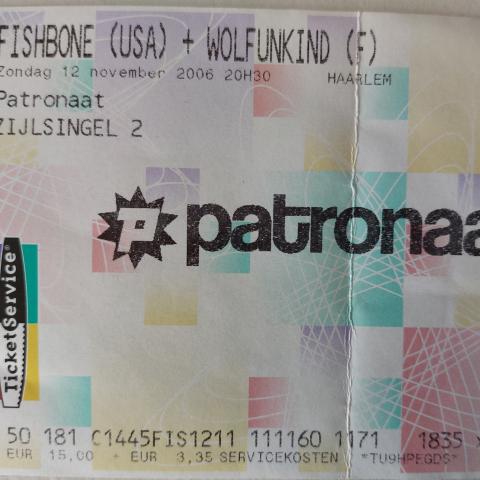 FISHBONE (USA) + WOLFUNKIND (F)
Zondag 12 november 2006 20H30 HAARLEM
Patronaat
ZIJLSINGEL 2
P patronaa
TicketService®
50 181 C1445FIS1211 111160 1171 1835
EUR 15,00 + EUR 3,35 SERVICEKOSTEN *TU9HPEGDS*